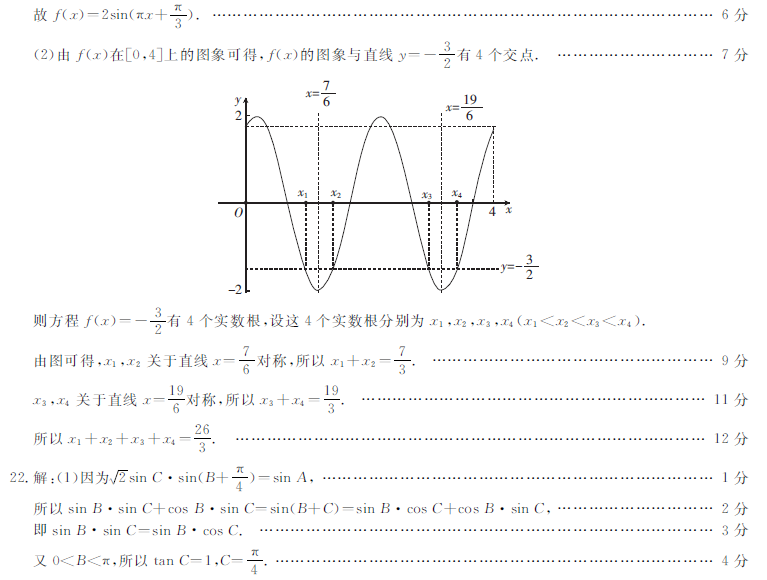 故 f(x)=2sin(πx+π/3). …………………… 6 分
(2)由 f(x)在[0,4]上的图象可得,f(x)的图象与直线 y=-3/2有 4 个交点. …………………… 7 分
x=7/6
x=19/6
y
2
x₁ x₂ x₃ x₄
O 4 x
y=-3/2
-2
则方程 f(x)=-3/2有 4 个实数根,设这 4 个实数根分别为 x₁,x₂,x₃,x₄(x₁<x₂<x₃<x₄).
由图可得,x₁,x₂ 关于直线 x=7/6对称,所以 x₁+x₂=7/3. …………………… 9 分
x₃,x₄ 关于直线 x=19/6对称,所以 x₃+x₄=19/3. …………………… 11 分
所以 x₁+x₂+x₃+x₄=26/3. …………………… 12 分
22. 解:(1)因为√2sin C·sin(B+π/4)=sin A, …………………… 1 分
所以 sin B·sin C+cos B·sin C=sin(B+C)=sin B·cos C+cos B·sin C, …………………… 2 分
即 sin B·sin C=sin B·cos C. …………………… 3 分
又 0<B<π,所以 tan C=1,C=π/4. …………………… 4 分